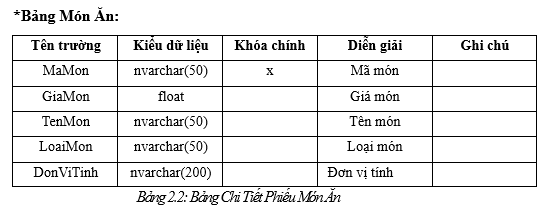 *Bảng Món Ăn:
Tên trường Kiểu dữ liệu Khóa chính Diễn giải Ghi chú
MaMon nvarchar(50) x Mã món
GiaMon float Giá món
TenMon nvarchar(50) Tên món
LoaiMon nvarchar(50) Loại món
DonViTinh nvarchar(200) Đơn vị tính
Bảng 2.2: Bảng Chi Tiết Phiếu Món Ăn